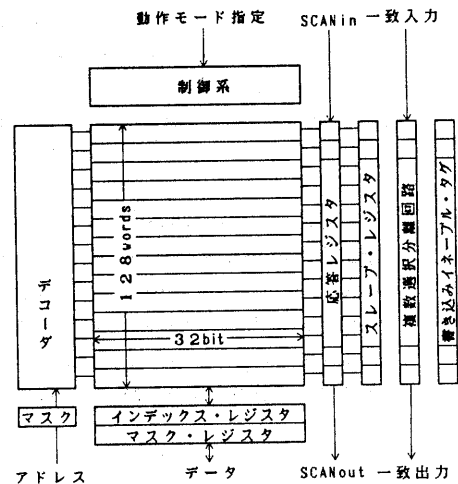 動作モード指定
SCANin 一致入力
制御系
デコーダ
128words
32bit
応答レジスタ
スレーブ・レジスタ
複数選択分離回路
書き込みイネーブル・タグ
マスク
インデックス・レジスタ
マスク・レジスタ
アドレス
データ
SCANout 一致出力